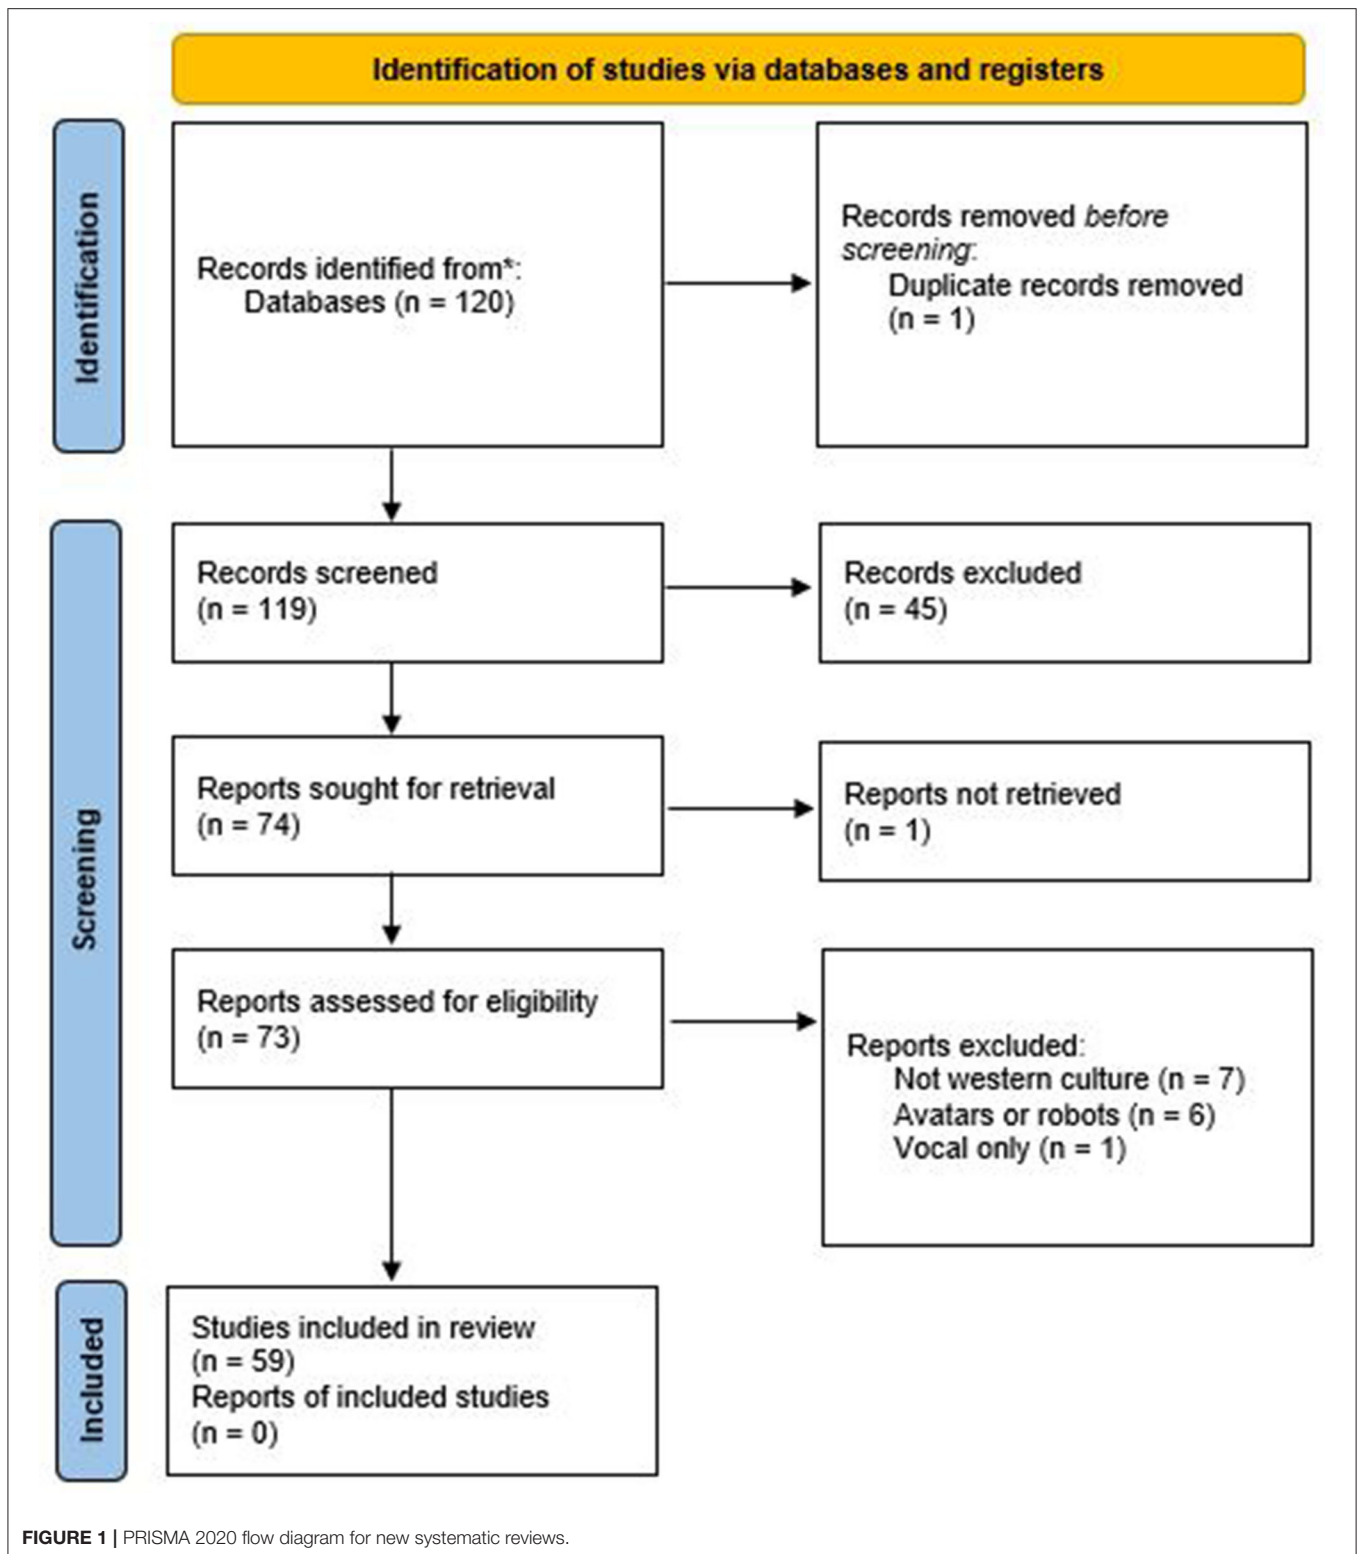 Identification of studies via databases and registers
Identification
Records identified from*:
Databases (n = 120)
Records removed before
screening:
Duplicate records removed
(n = 1)
Screening
Records screened
(n = 119)
Records excluded
(n = 45)
Reports sought for retrieval
(n = 74)
Reports not retrieved
(n = 1)
Reports assessed for eligibility
(n = 73)
Reports excluded:
Not western culture (n = 7)
Avatars or robots (n = 6)
Vocal only (n = 1)
Included
Studies included in review
(n = 59)
Reports of included studies
(n = 0)
FIGURE 1 | PRISMA 2020 flow diagram for new systematic reviews.